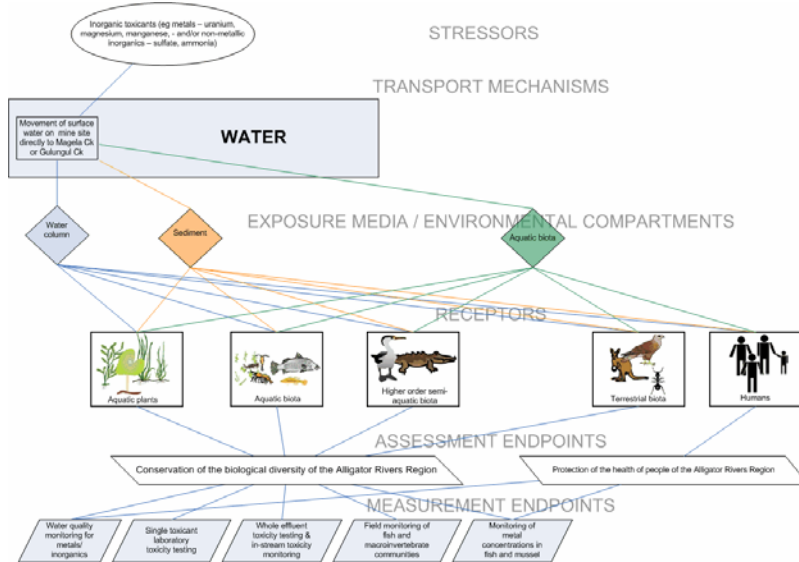 Inorganic toxicants (eg metals – uranium,
magnesium, manganese, - and/or non-metallic
inorganics – sulfate, ammonia)
STRESSORS
TRANSPORT MECHANISMS
Movement of surface
water on mine site
directly to Magela Ck
or Gulungul Ck
WATER
EXPOSURE MEDIA / ENVIRONMENTAL COMPARTMENTS
Water
column
Sediment
Aquatic biota
RECEPTORS
Aquatic plants
Aquatic biota
Higher order semi-
aquatic biota
Terrestrial biota
Humans
ASSESSMENT ENDPOINTS
Conservation of the biological diversity of the Alligator Rivers Region
Protection of the health of people of the Alligator Rivers Region
MEASUREMENT ENDPOINTS
Water quality
monitoring for
metals/
inorganics
Single toxicant
laboratory
toxicity testing
Whole effluent
toxicity testing &
in-stream toxicity
monitoring
Field monitoring of
fish and
macroinvertebrate
communities
Monitoring of
metal
concentrations in
fish and mussel